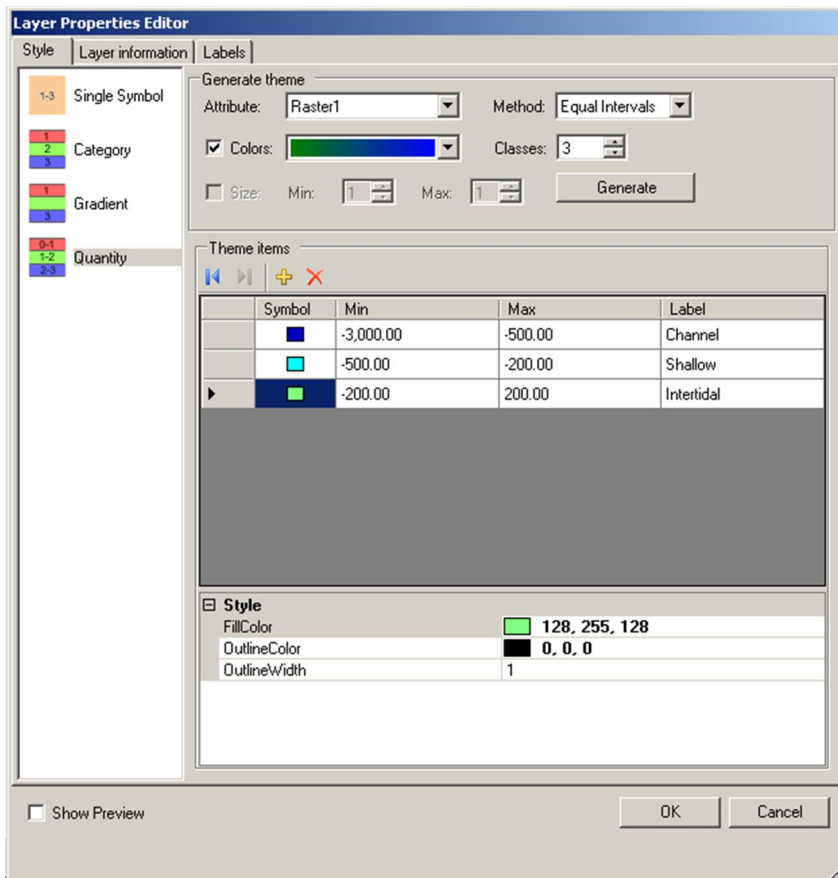 Layer Properties Editor
Style Layer information Labels
1-3 Single Symbol
1
2 Category
3
1
Gradient
3
0-1
1-2 Quantity
2-3
Generate theme
Attribute: Raster1 Method: Equal Intervals
Colors: Classes: 3
Size: Min: 1 Max: 1 Generate
Theme items
Symbol Min Max Label
-3,000.00 -500.00 Channel
-500.00 -200.00 Shallow
-200.00 200.00 Intertidal
Style
FillColor 128, 255, 128
OutlineColor 0, 0, 0
OutlineWidth 1
Show Preview OK Cancel